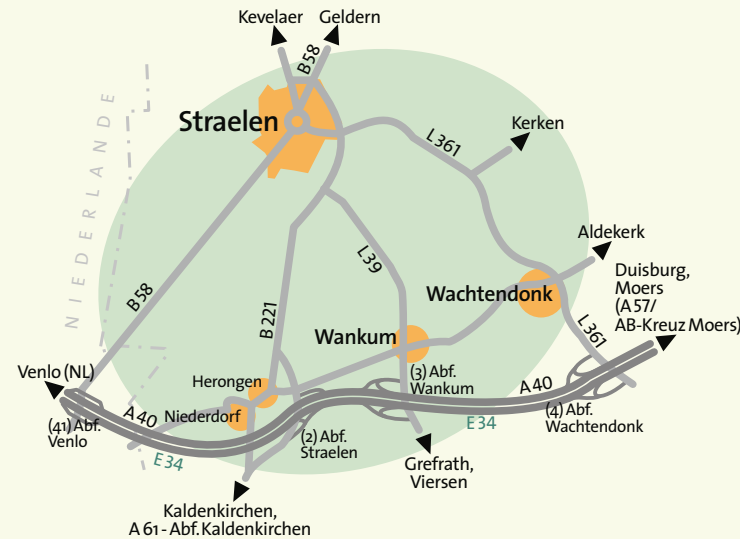 Kevelaer
Geldern
B58
Straelen
Kerken
L361
NIEDERLANDE
Aldekerk
L39
Duisburg,
Moers
(A57/
AB-Kreuz Moers)
B58
Wachtendonk
B221
L361
Wankum
Venlo (NL)
Herongen
(3) Abf.
Wankum
A40
A40
Niederdorf
(41) Abf.
Venlo
(4) Abf.
Wachtendonk
E34
E34
(2) Abf.
Straelen
Grefrath,
Viersen
Kaldenkirchen,
A 61 - Abf. Kaldenkirchen